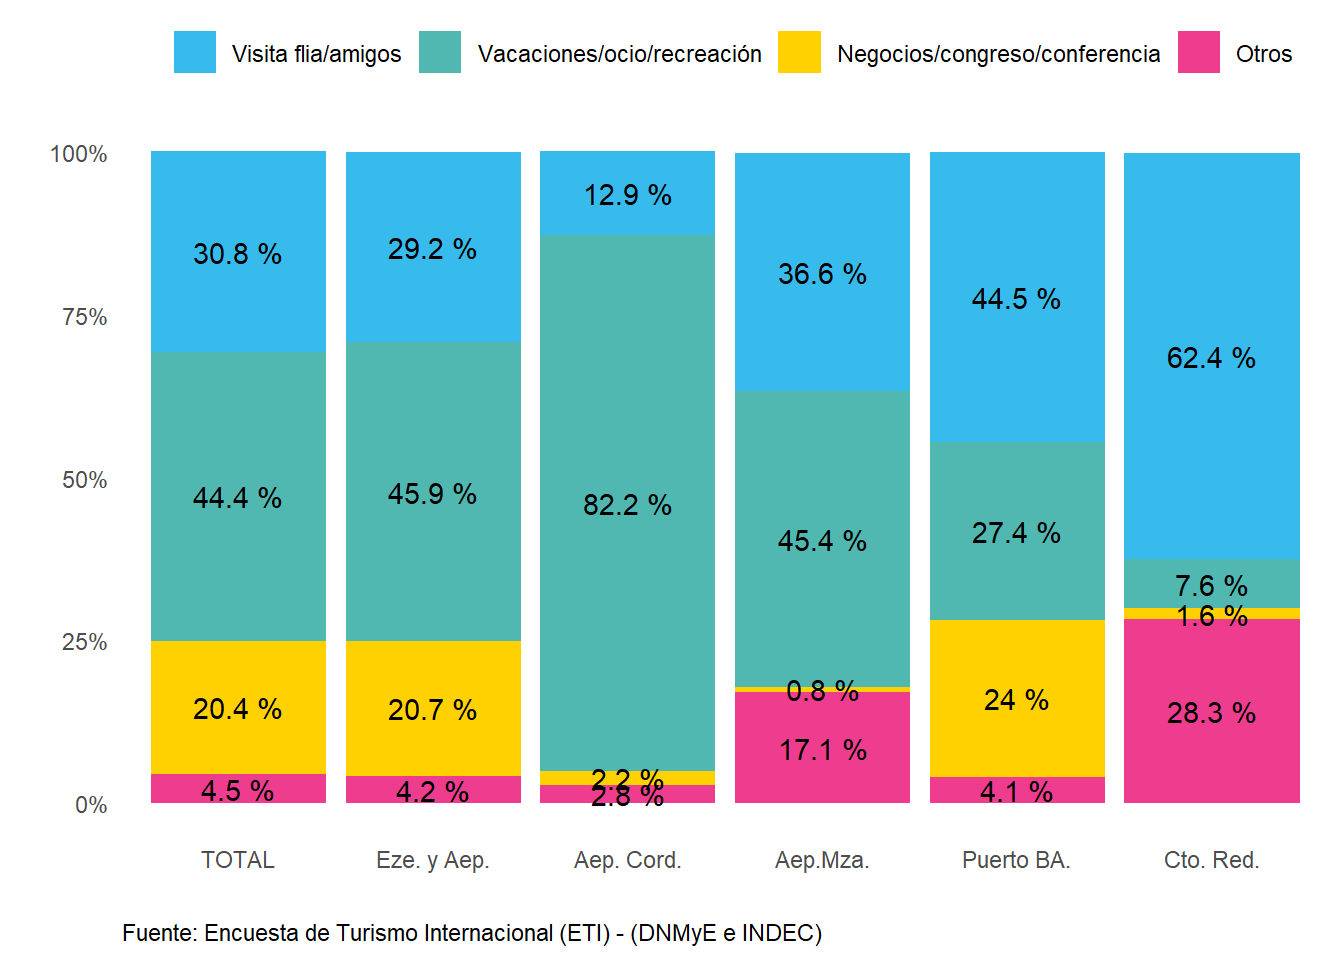 Visita flia/amigos Vacaciones/ocio/recreación Negocios/congreso/conferencia Otros
100%
12.9 %
30.8 % 29.2 % 36.6 % 44.5 %
75%
62.4 %
50%
44.4 % 45.9 % 82.2 % 45.4 % 27.4 %
7.6 %
25%
1.6 %
20.4 % 20.7 % 0.8 % 24 % 28.3 %
17.1 %
2.2 %
4.5 % 4.2 % 2.8 % 4.1 %
0%
TOTAL Eze. y Aep. Aep. Cord. Aep.Mza. Puerto BA. Cto. Red.
Fuente: Encuesta de Turismo Internacional (ETI) - (DNMyE e INDEC)